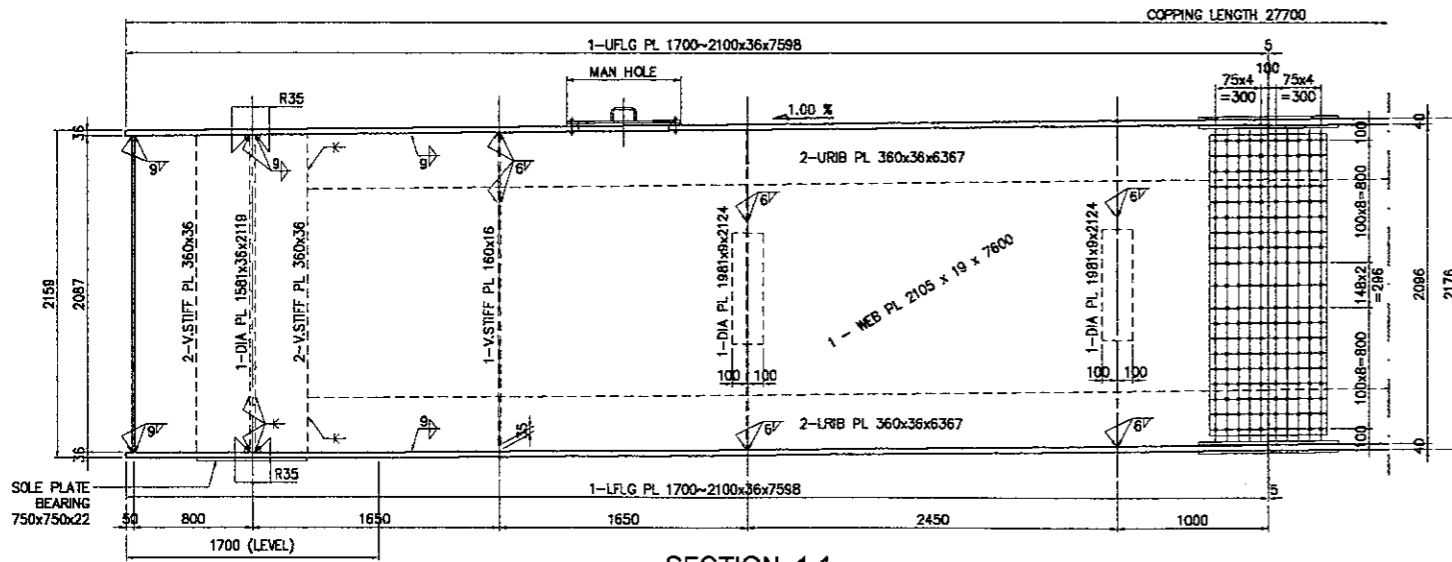 COPPING LENGTH 27700
1-UFLG PL 1700~2100x36x7598
5
100
75x4
=300
75x4
=300
MAN HOLE
R35
1.00 %
36
40
9
9
9
6
2-URIB PL 360x36x6367
6
6
100
100x8=800
148x2
=296
100x8=800
100
2159
2087
2096
2176
2-V.STIFF PL 360x36
1-DIA PL 1581x36x2119
2-V.STIFF PL 360x36
1-V.STIFF PL 160x16
1-DIA PL 1981x9x2124
1 - WEB PL 2105 x 19 x 7600
1-DIA PL 1981x9x2124
100 100
100 100
9
9
35
6
2-LRIB PL 360x36x6367
6
36
40
R35
SOLE PLATE
BEARING
750x750x22
1-LFLG PL 1700~2100x36x7598
5
50
800
1650
1650
2450
1000
1700 (LEVEL)